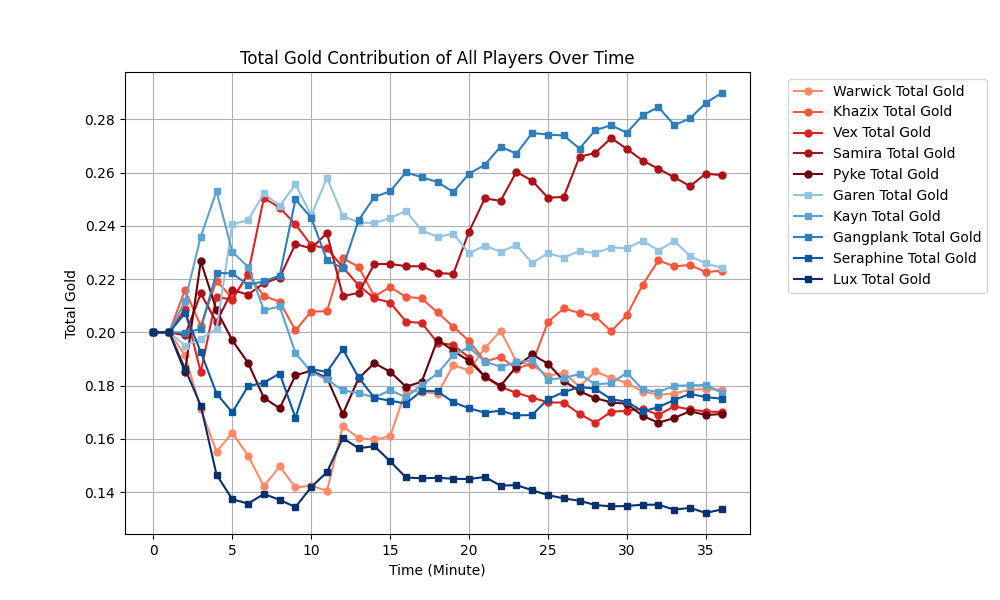 Total Gold Contribution of All Players Over Time
Total Gold
0.28
0.26
0.24
0.22
0.20
0.18
0.16
0.14
0
5
10
15
20
25
30
35
Time (Minute)
Warwick Total Gold
Khazix Total Gold
Vex Total Gold
Samira Total Gold
Pyke Total Gold
Garen Total Gold
Kayn Total Gold
Gangplank Total Gold
Seraphine Total Gold
Lux Total Gold